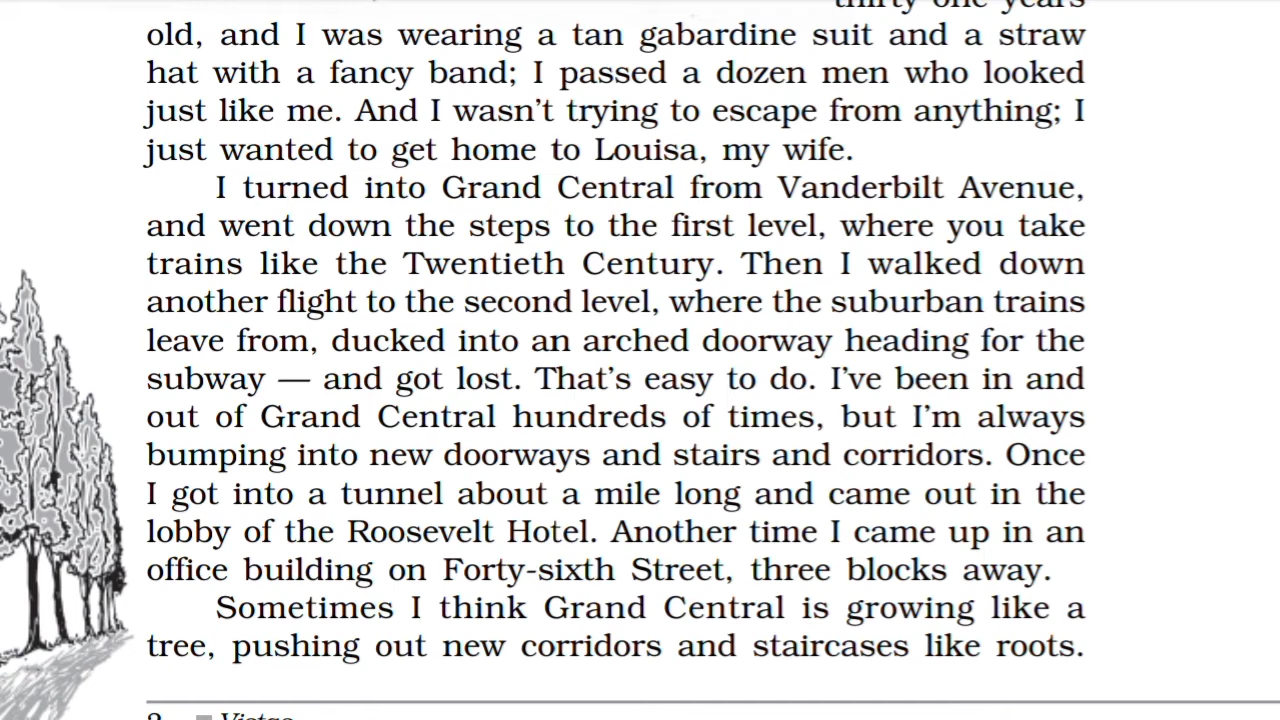 thirty-one years
old, and I was wearing a tan gabardine suit and a straw
hat with a fancy band; I passed a dozen men who looked
just like me. And I wasn't trying to escape from anything; I
just wanted to get home to Louisa, my wife.
I turned into Grand Central from Vanderbilt Avenue,
and went down the steps to the first level, where you take
trains like the Twentieth Century. Then I walked down
another flight to the second level, where the suburban trains
leave from, ducked into an arched doorway heading for the
subway — and got lost. That's easy to do. I've been in and
out of Grand Central hundreds of times, but I'm always
bumping into new doorways and stairs and corridors. Once
I got into a tunnel about a mile long and came out in the
lobby of the Roosevelt Hotel. Another time I came up in an
office building on Forty-sixth Street, three blocks away.
Sometimes I think Grand Central is growing like a
tree, pushing out new corridors and staircases like roots.